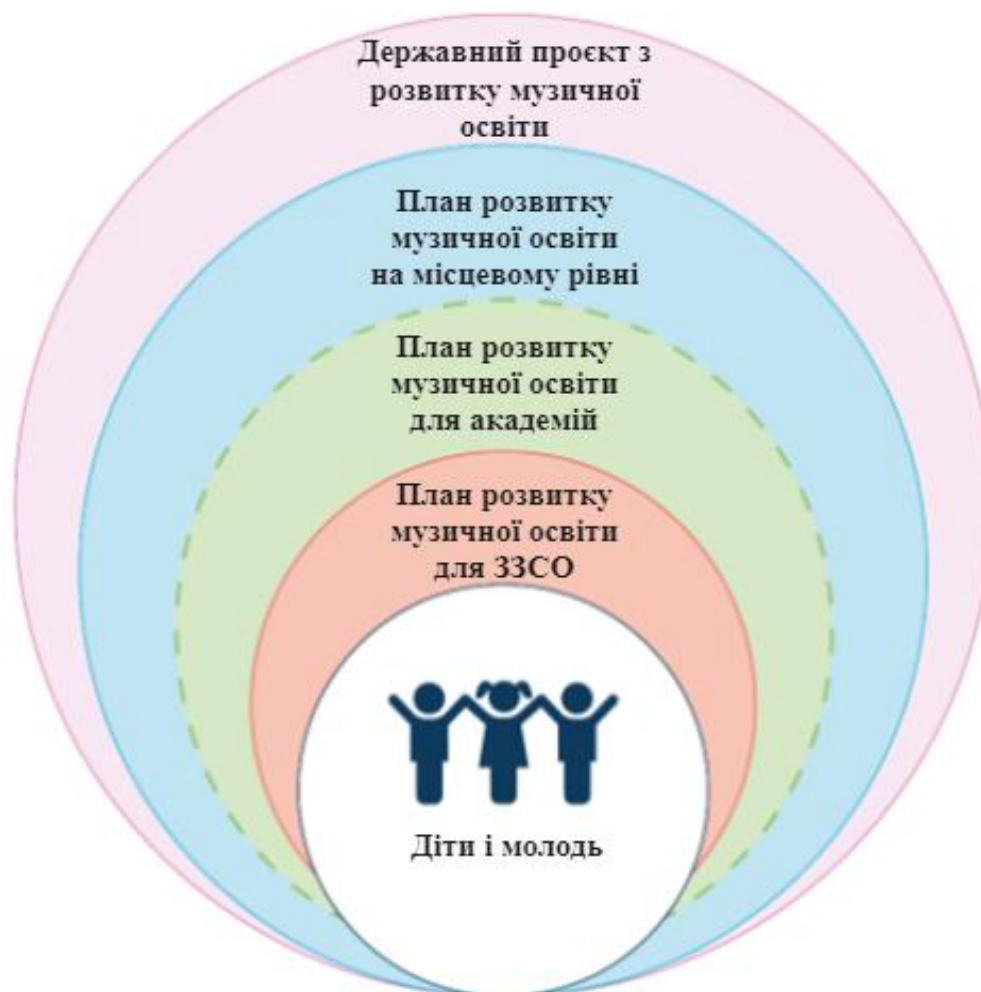 Державний проєкт з
розвитку музичної
освіти
План розвитку
музичної освіти
на місцевому рівні
План розвитку
музичної освіти
для академій
План розвитку
музичної освіти
для ЗЗСО
Діти і молодь